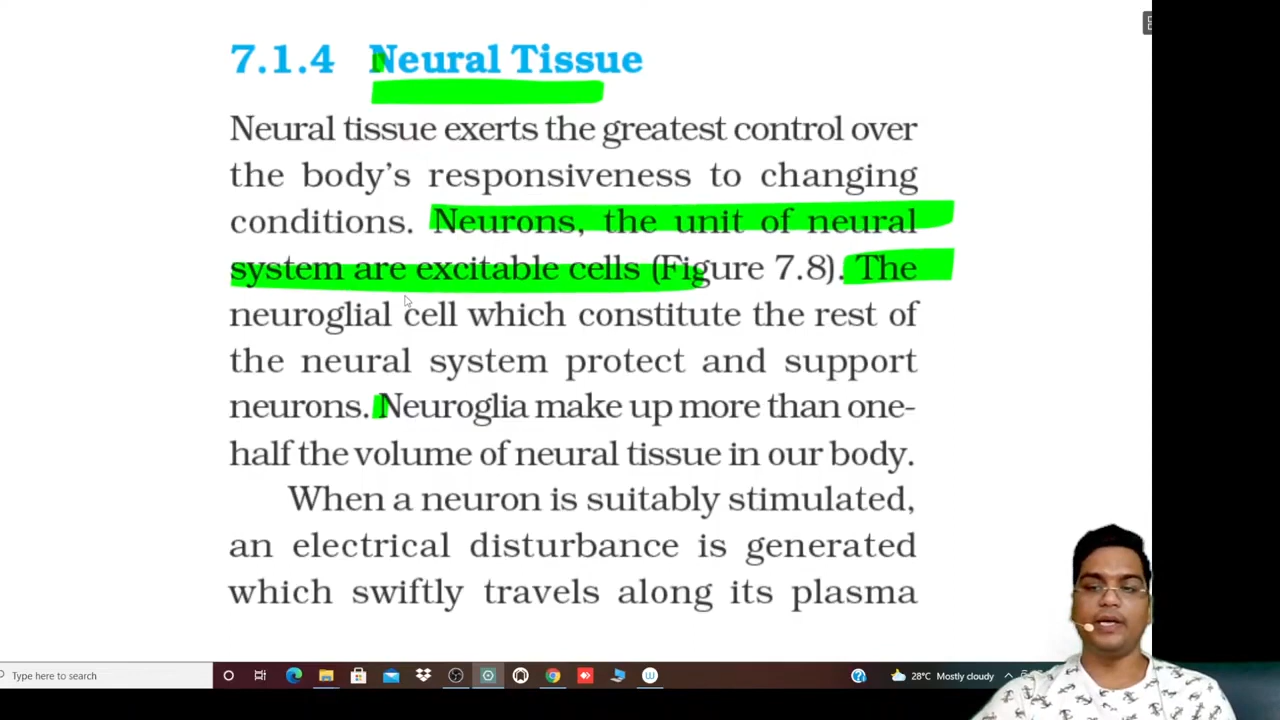 7.1.4 Neural Tissue
Neural tissue exerts the greatest control over
the body's responsiveness to changing
conditions. Neurons, the unit of neural
system are excitable cells (Figure 7.8). The
neuroglial cell which constitute the rest of
the neural system protect and support
neurons. Neuroglia make up more than one-
half the volume of neural tissue in our body.
When a neuron is suitably stimulated,
an electrical disturbance is generated
which swiftly travels along its plasma
Type here to search
28°C Mostly cloudy